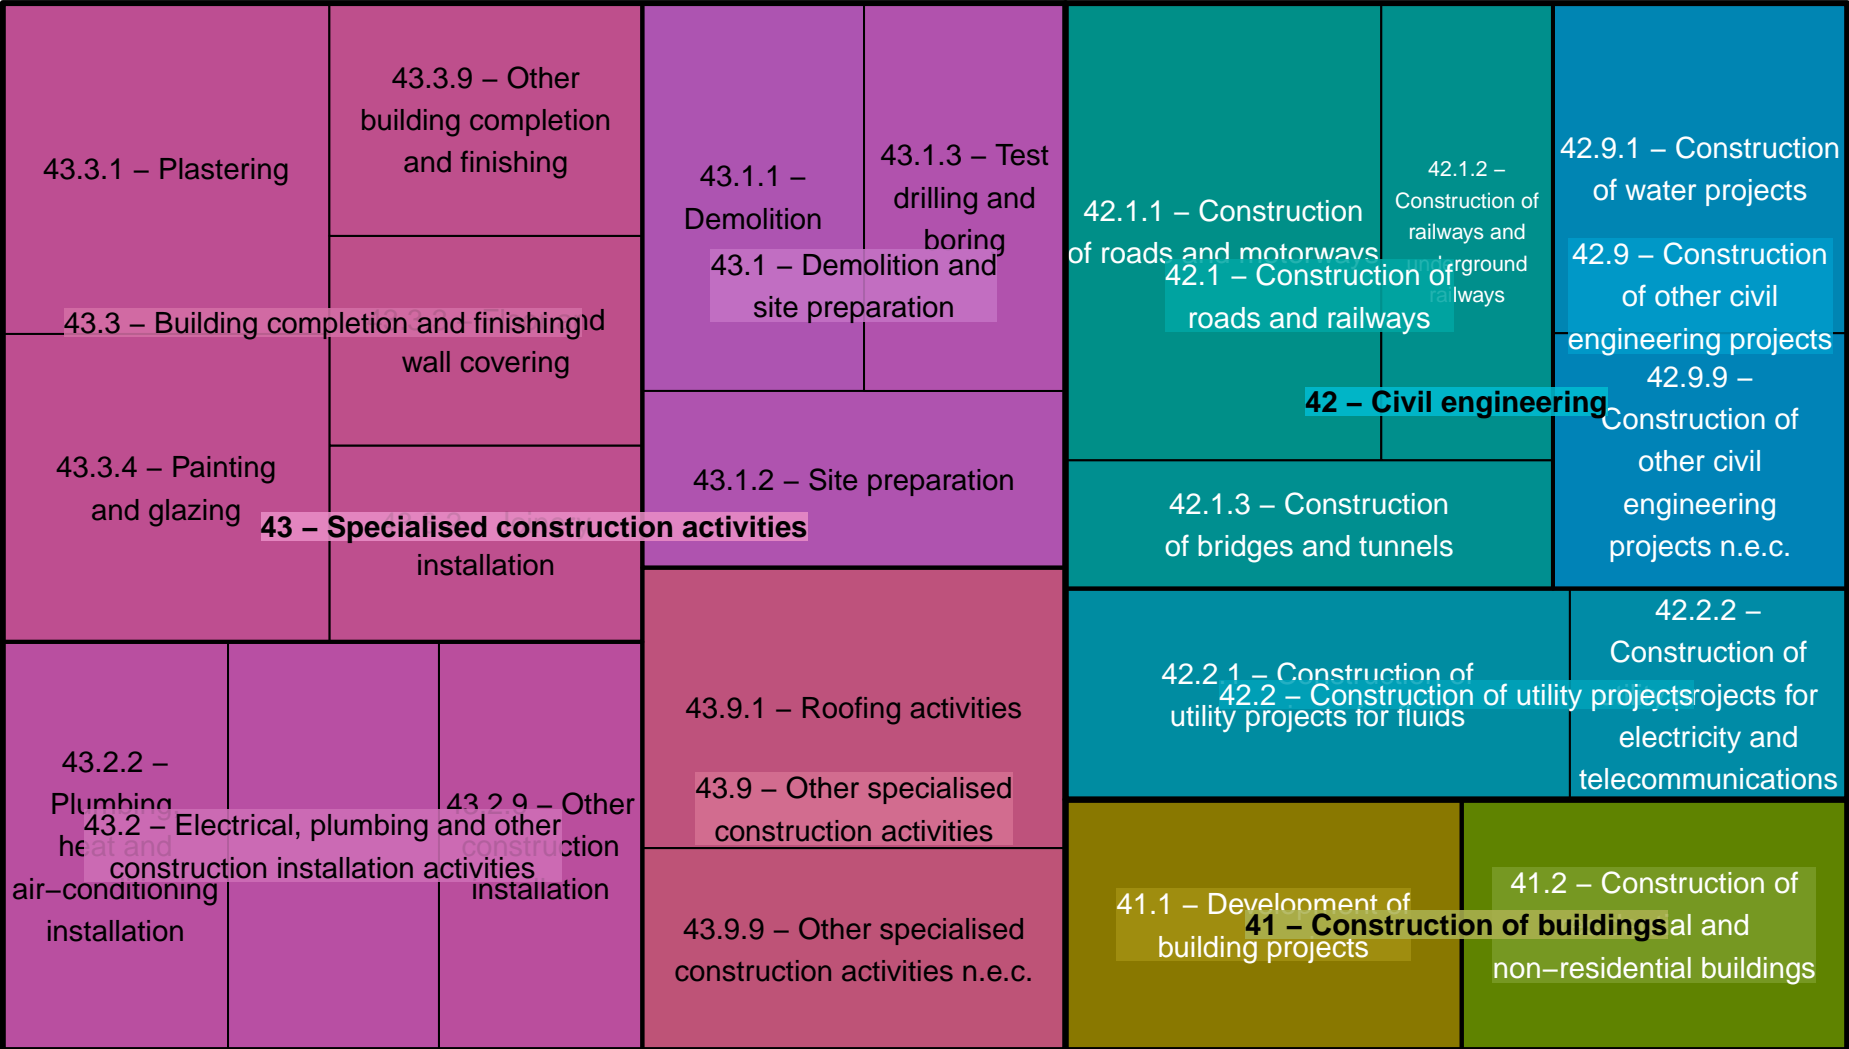 43.3.1 – Plastering
43.3.9 – Other
building completion
and finishing
43.3 – Building completion and finishing
nd
wall covering
43.3.4 – Painting
and glazing
43 – Specialised construction activities
installation
43.1.1 –
Demolition
43.1.3 – Test
drilling and
boring
43.1 – Demolition and
site preparation
43.1.2 – Site preparation
43.2.2 –
Plumbing,
heat and
air–conditioning
installation
43.2 – Electrical, plumbing and other
construction installation activities
43.2.9 – Other
construction
installation
43.9.1 – Roofing activities
43.9 – Other specialised
construction activities
43.9.9 – Other specialised
construction activities n.e.c.
42.1.1 – Construction
of roads and motorways
42.1.2 –
Construction of
railways and
underground
railways
42.1 – Construction of
roads and railways
42.1.3 – Construction
of bridges and tunnels
42 – Civil engineering
42.9.1 – Construction
of water projects
42.9 – Construction
of other civil
engineering projects
42.9.9 –
Construction of
other civil
engineering
projects n.e.c.
42.2.1 – Construction of
utility projects for fluids
42.2 – Construction of utility projects
42.2.2 –
Construction of
projects for
electricity and
telecommunications
41.1 – Development of
building projects
41 – Construction of buildings
41.2 – Construction of
al and
non–residential buildings